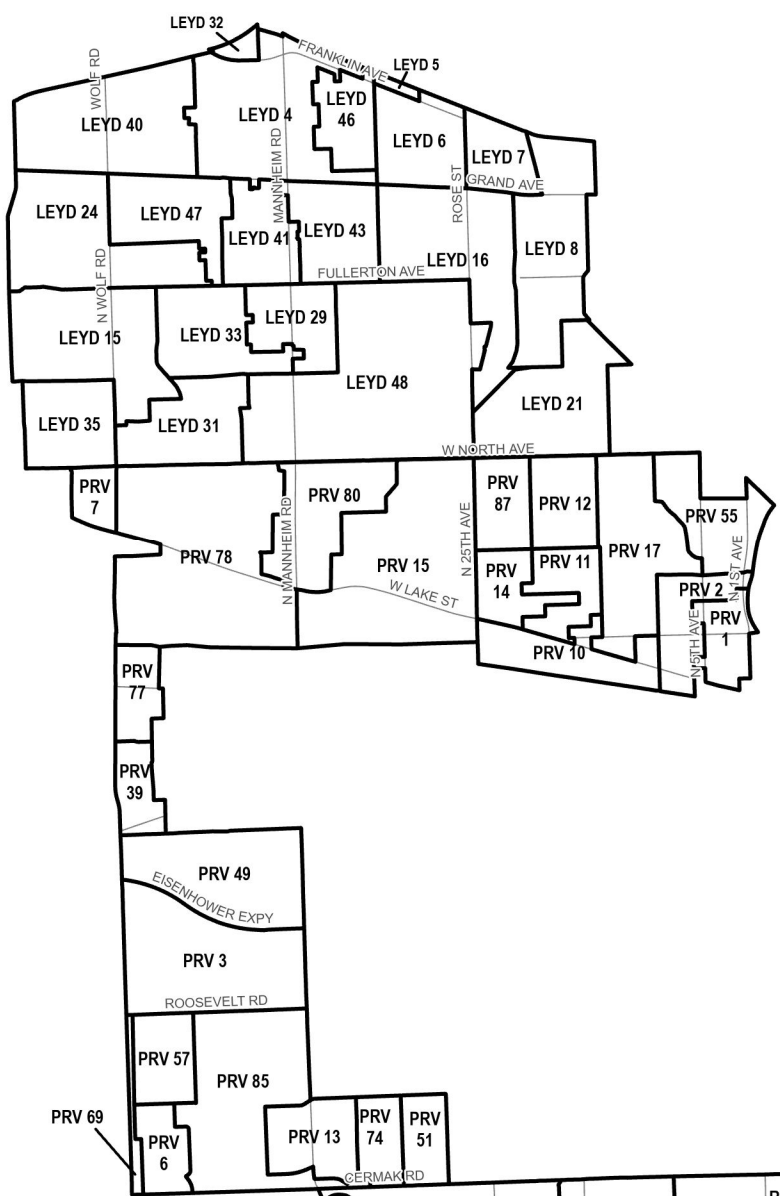 LEYD 32
FRANKLIN AVE
LEYD 5
WOLF RD
LEYD 40
LEYD 4
LEYD
46
LEYD 6
LEYD 7
MANNHEIM RD
ROSE ST
GRAND AVE
LEYD 24
LEYD 47
LEYD 41
LEYD 43
LEYD 16
LEYD 8
N WOLF RD
FULLERTON AVE
LEYD 15
LEYD 33
LEYD 29
LEYD 48
LEYD 35
LEYD 31
LEYD 21
W NORTH AVE
PRV
7
PRV 78
N MANNHEIM RD
PRV 80
PRV 15
W LAKE ST
N 25TH AVE
PRV
87
PRV 12
PRV 17
PRV 55
N 1ST AVE
PRV
14
PRV 11
PRV 10
PRV 2
PRV
1
N 5TH AVE
PRV
77
PRV
39
PRV 49
EISENHOWER EXPY
PRV 3
ROOSEVELT RD
PRV 57
PRV 85
PRV 69
PRV
6
PRV 13
PRV
74
PRV
51
CERMAK RD